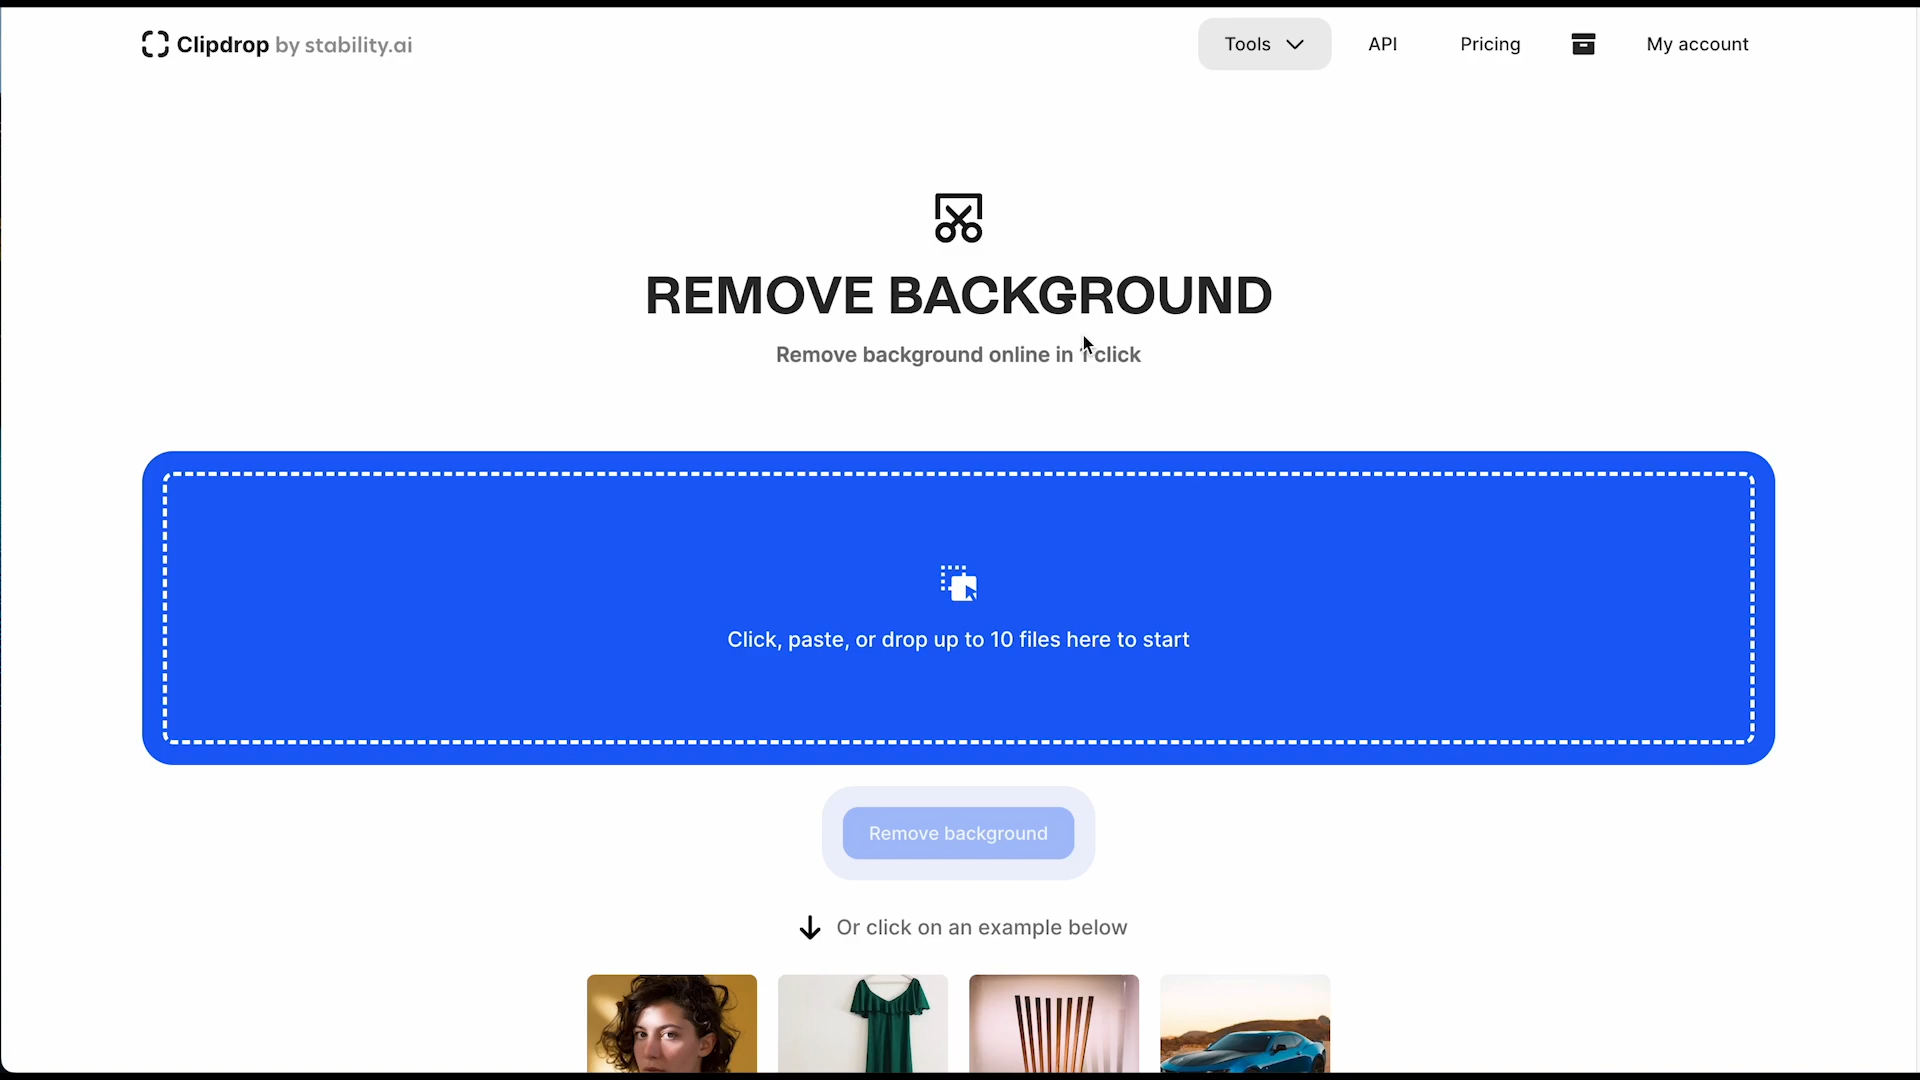 Clipdrop by stability.ai
Tools
API
Pricing
My account
REMOVE BACKGROUND
Remove background online in 1 click
Click, paste, or drop up to 10 files here to start
Remove background
Or click on an example below